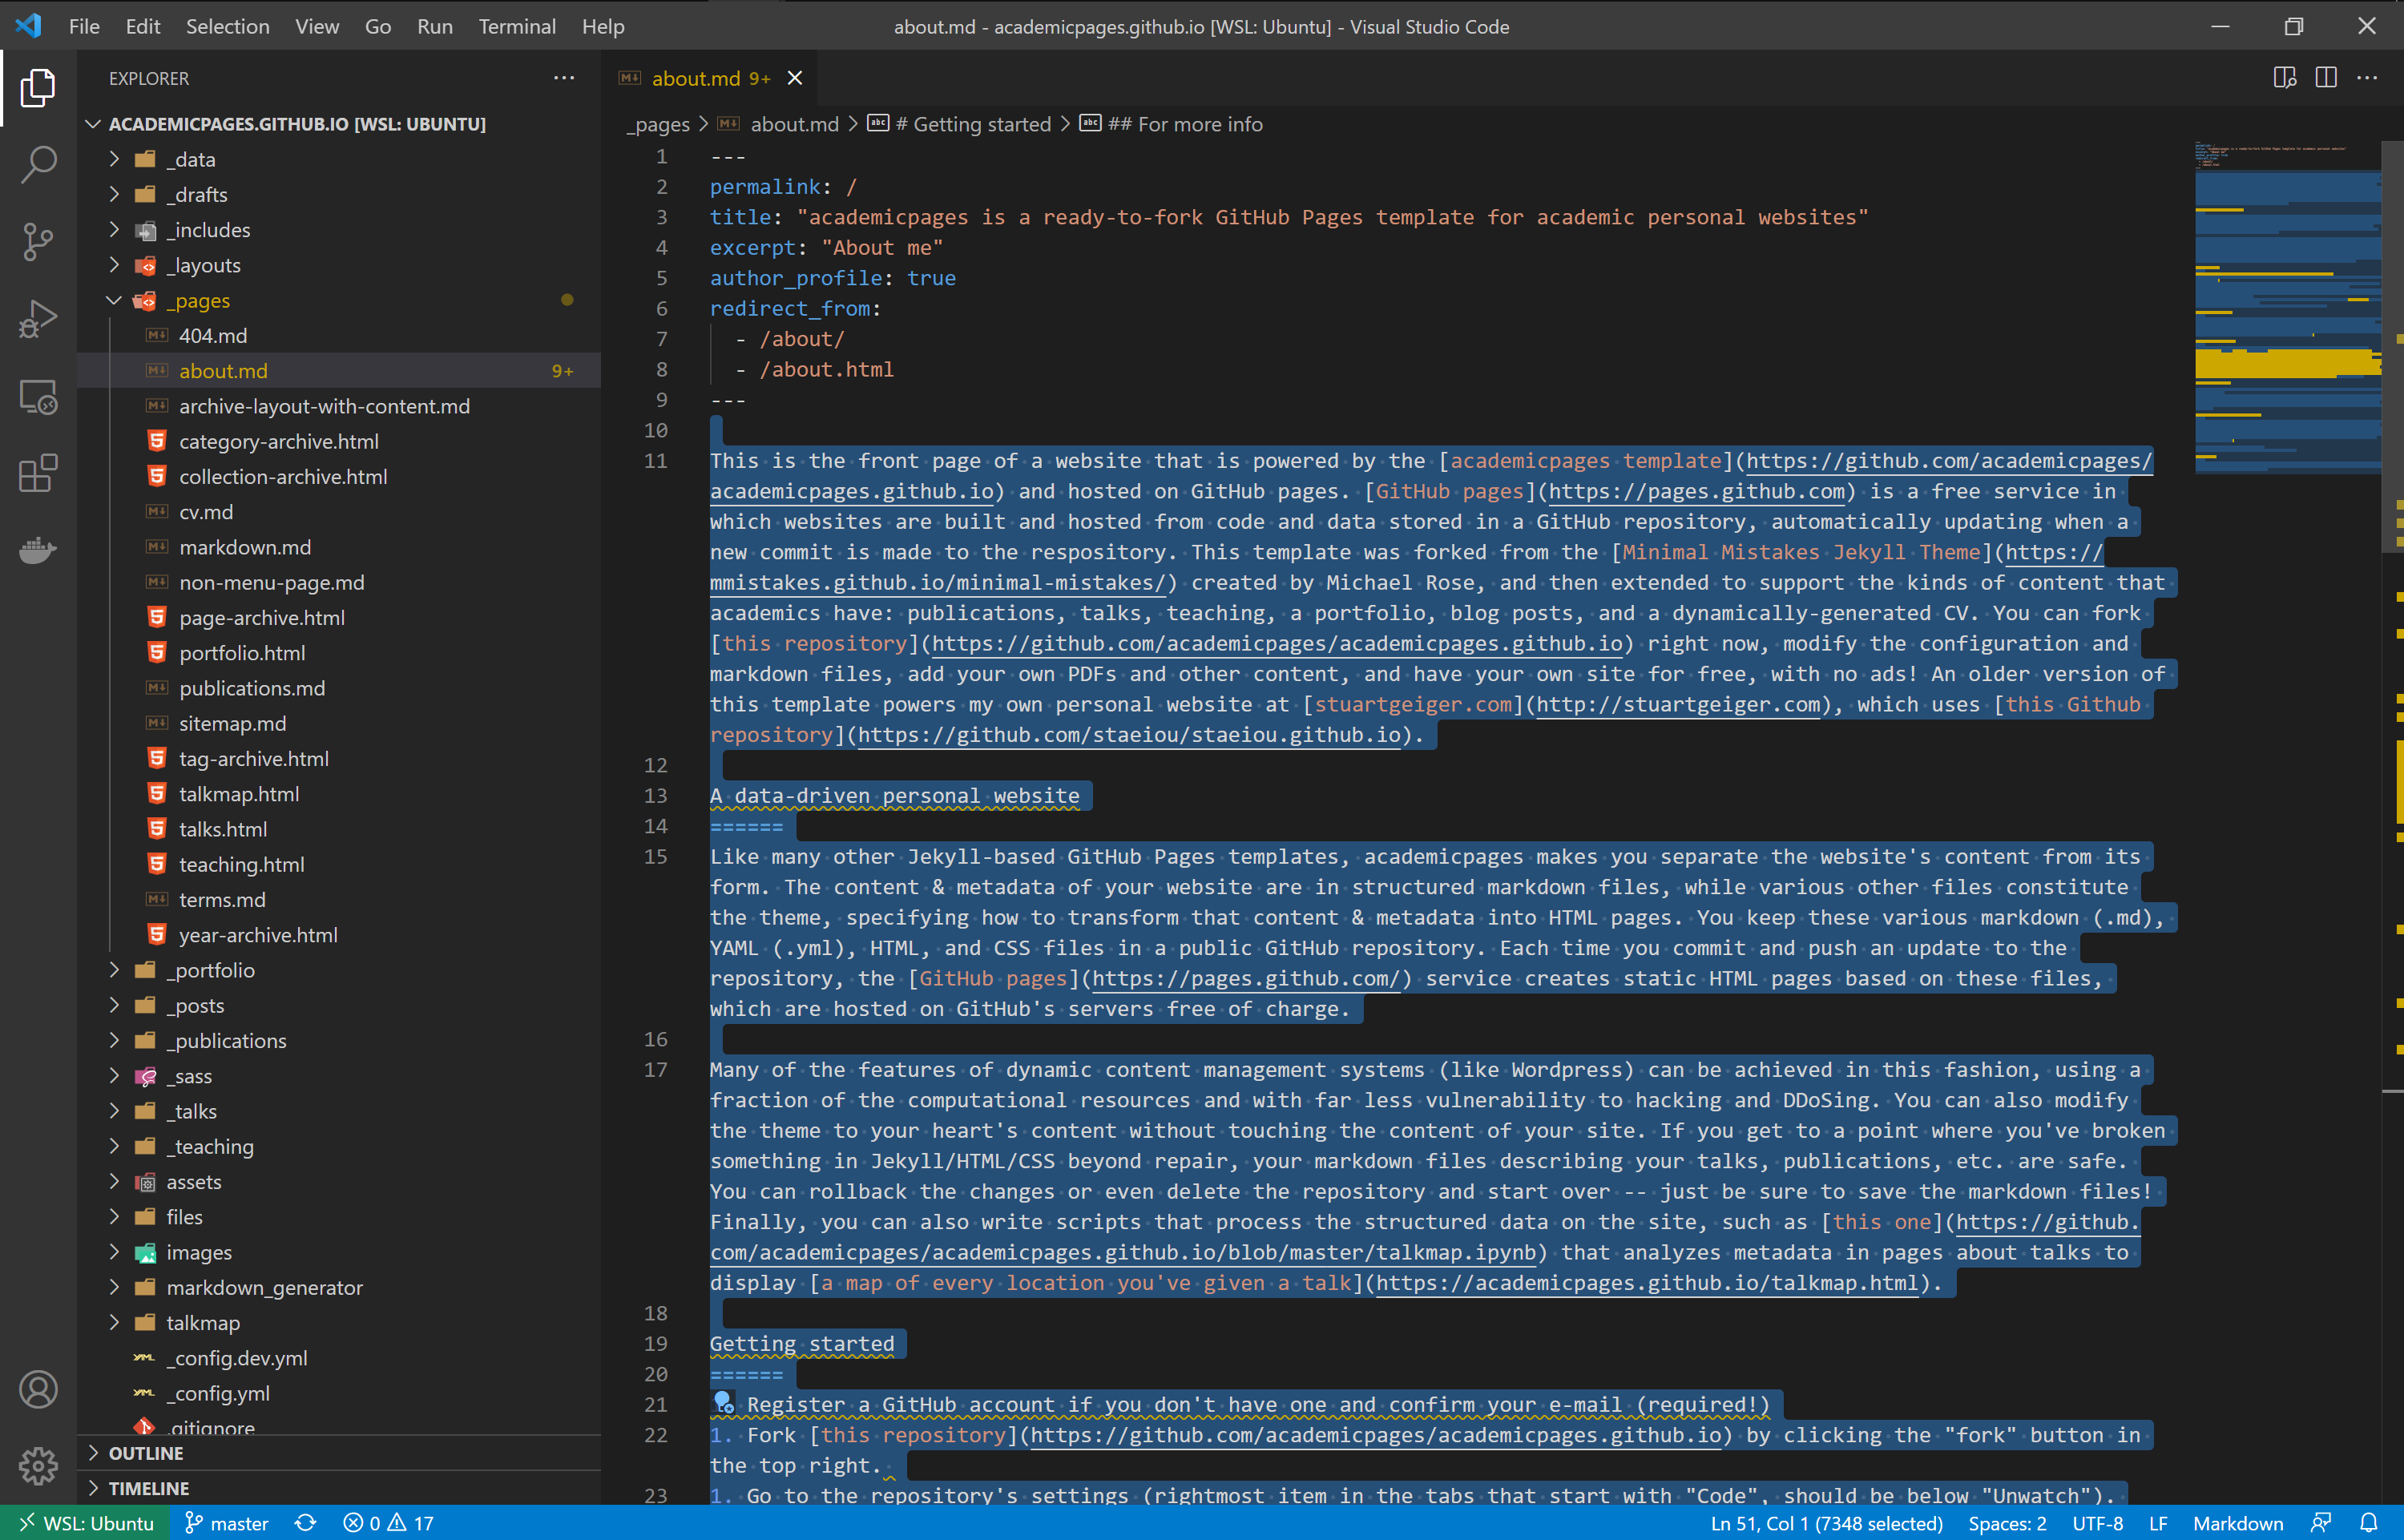 File Edit Selection View Go Run Terminal Help
about.md - academicpages.github.io [WSL: Ubuntu] - Visual Studio Code
EXPLORER
ACADEMICPAGES.GITHUB.IO [WSL: UBUNTU]
_data
_drafts
_includes
_layouts
_pages
404.md
about.md 9+
archive-layout-with-content.md
category-archive.html
collection-archive.html
cv.md
markdown.md
non-menu-page.md
page-archive.html
portfolio.html
publications.md
sitemap.md
tag-archive.html
talkmap.html
talks.html
teaching.html
terms.md
year-archive.html
_portfolio
_posts
_publications
_sass
_talks
_teaching
assets
files
images
markdown_generator
talkmap
_config.dev.yml
_config.yml
.gitignore
OUTLINE
TIMELINE
about.md 9+
_pages > about.md > # Getting started > ## For more info
1 ---
2 permalink: /
3 title: "academicpages is a ready-to-fork GitHub Pages template for academic personal websites"
4 excerpt: "About me"
5 author_profile: true
6 redirect_from:
7 - /about/
8 - /about.html
9 ---
10
11 This is the front page of a website that is powered by the [academicpages template](https://github.com/academicpages/
academicpages.github.io) and hosted on GitHub pages. [GitHub pages](https://pages.github.com) is a free service in
which websites are built and hosted from code and data stored in a GitHub repository, automatically updating when a
new commit is made to the respository. This template was forked from the [Minimal Mistakes Jekyll Theme](https://
mmistakes.github.io/minimal-mistakes/) created by Michael Rose, and then extended to support the kinds of content that
academics have: publications, talks, teaching, a portfolio, blog posts, and a dynamically-generated CV. You can fork
[this repository](https://github.com/academicpages/academicpages.github.io) right now, modify the configuration and
markdown files, add your own PDFs and other content, and have your own site for free, with no ads! An older version of
this template powers my own personal website at [stuartgeiger.com](http://stuartgeiger.com), which uses [this Github
repository](https://github.com/staeiou/staeiou.github.io).
12
13 A data-driven personal website
14 ======
15 Like many other Jekyll-based GitHub Pages templates, academicpages makes you separate the website's content from its
form. The content & metadata of your website are in structured markdown files, while various other files constitute
the theme, specifying how to transform that content & metadata into HTML pages. You keep these various markdown (.md),
YAML (.yml), HTML, and CSS files in a public GitHub repository. Each time you commit and push an update to the
repository, the [GitHub pages](https://pages.github.com/) service creates static HTML pages based on these files,
which are hosted on GitHub's servers free of charge.
16
17 Many of the features of dynamic content management systems (like Wordpress) can be achieved in this fashion, using a
fraction of the computational resources and with far less vulnerability to hacking and DDoSing. You can also modify
the theme to your heart's content without touching the content of your site. If you get to a point where you've broken
something in Jekyll/HTML/CSS beyond repair, your markdown files describing your talks, publications, etc. are safe.
You can rollback the changes or even delete the repository and start over -- just be sure to save the markdown files!
Finally, you can also write scripts that process the structured data on the site, such as [this one](https://github.
com/academicpages/academicpages.github.io/blob/master/talkmap.ipynb) that analyzes metadata in pages about talks to
display [a map of every location you've given a talk](https://academicpages.github.io/talkmap.html).
18
19 Getting started
20 ======
21 Register a GitHub account if you don't have one and confirm your e-mail (required!)
22 1. Fork [this repository](https://github.com/academicpages/academicpages.github.io) by clicking the "fork" button in
the top right.
23 1. Go to the repository's settings (rightmost item in the tabs that start with "Code", should be below "Unwatch").
WSL: Ubuntu master 0 17 Ln 51, Col 1 (7348 selected) Spaces: 2 UTF-8 LF Markdown